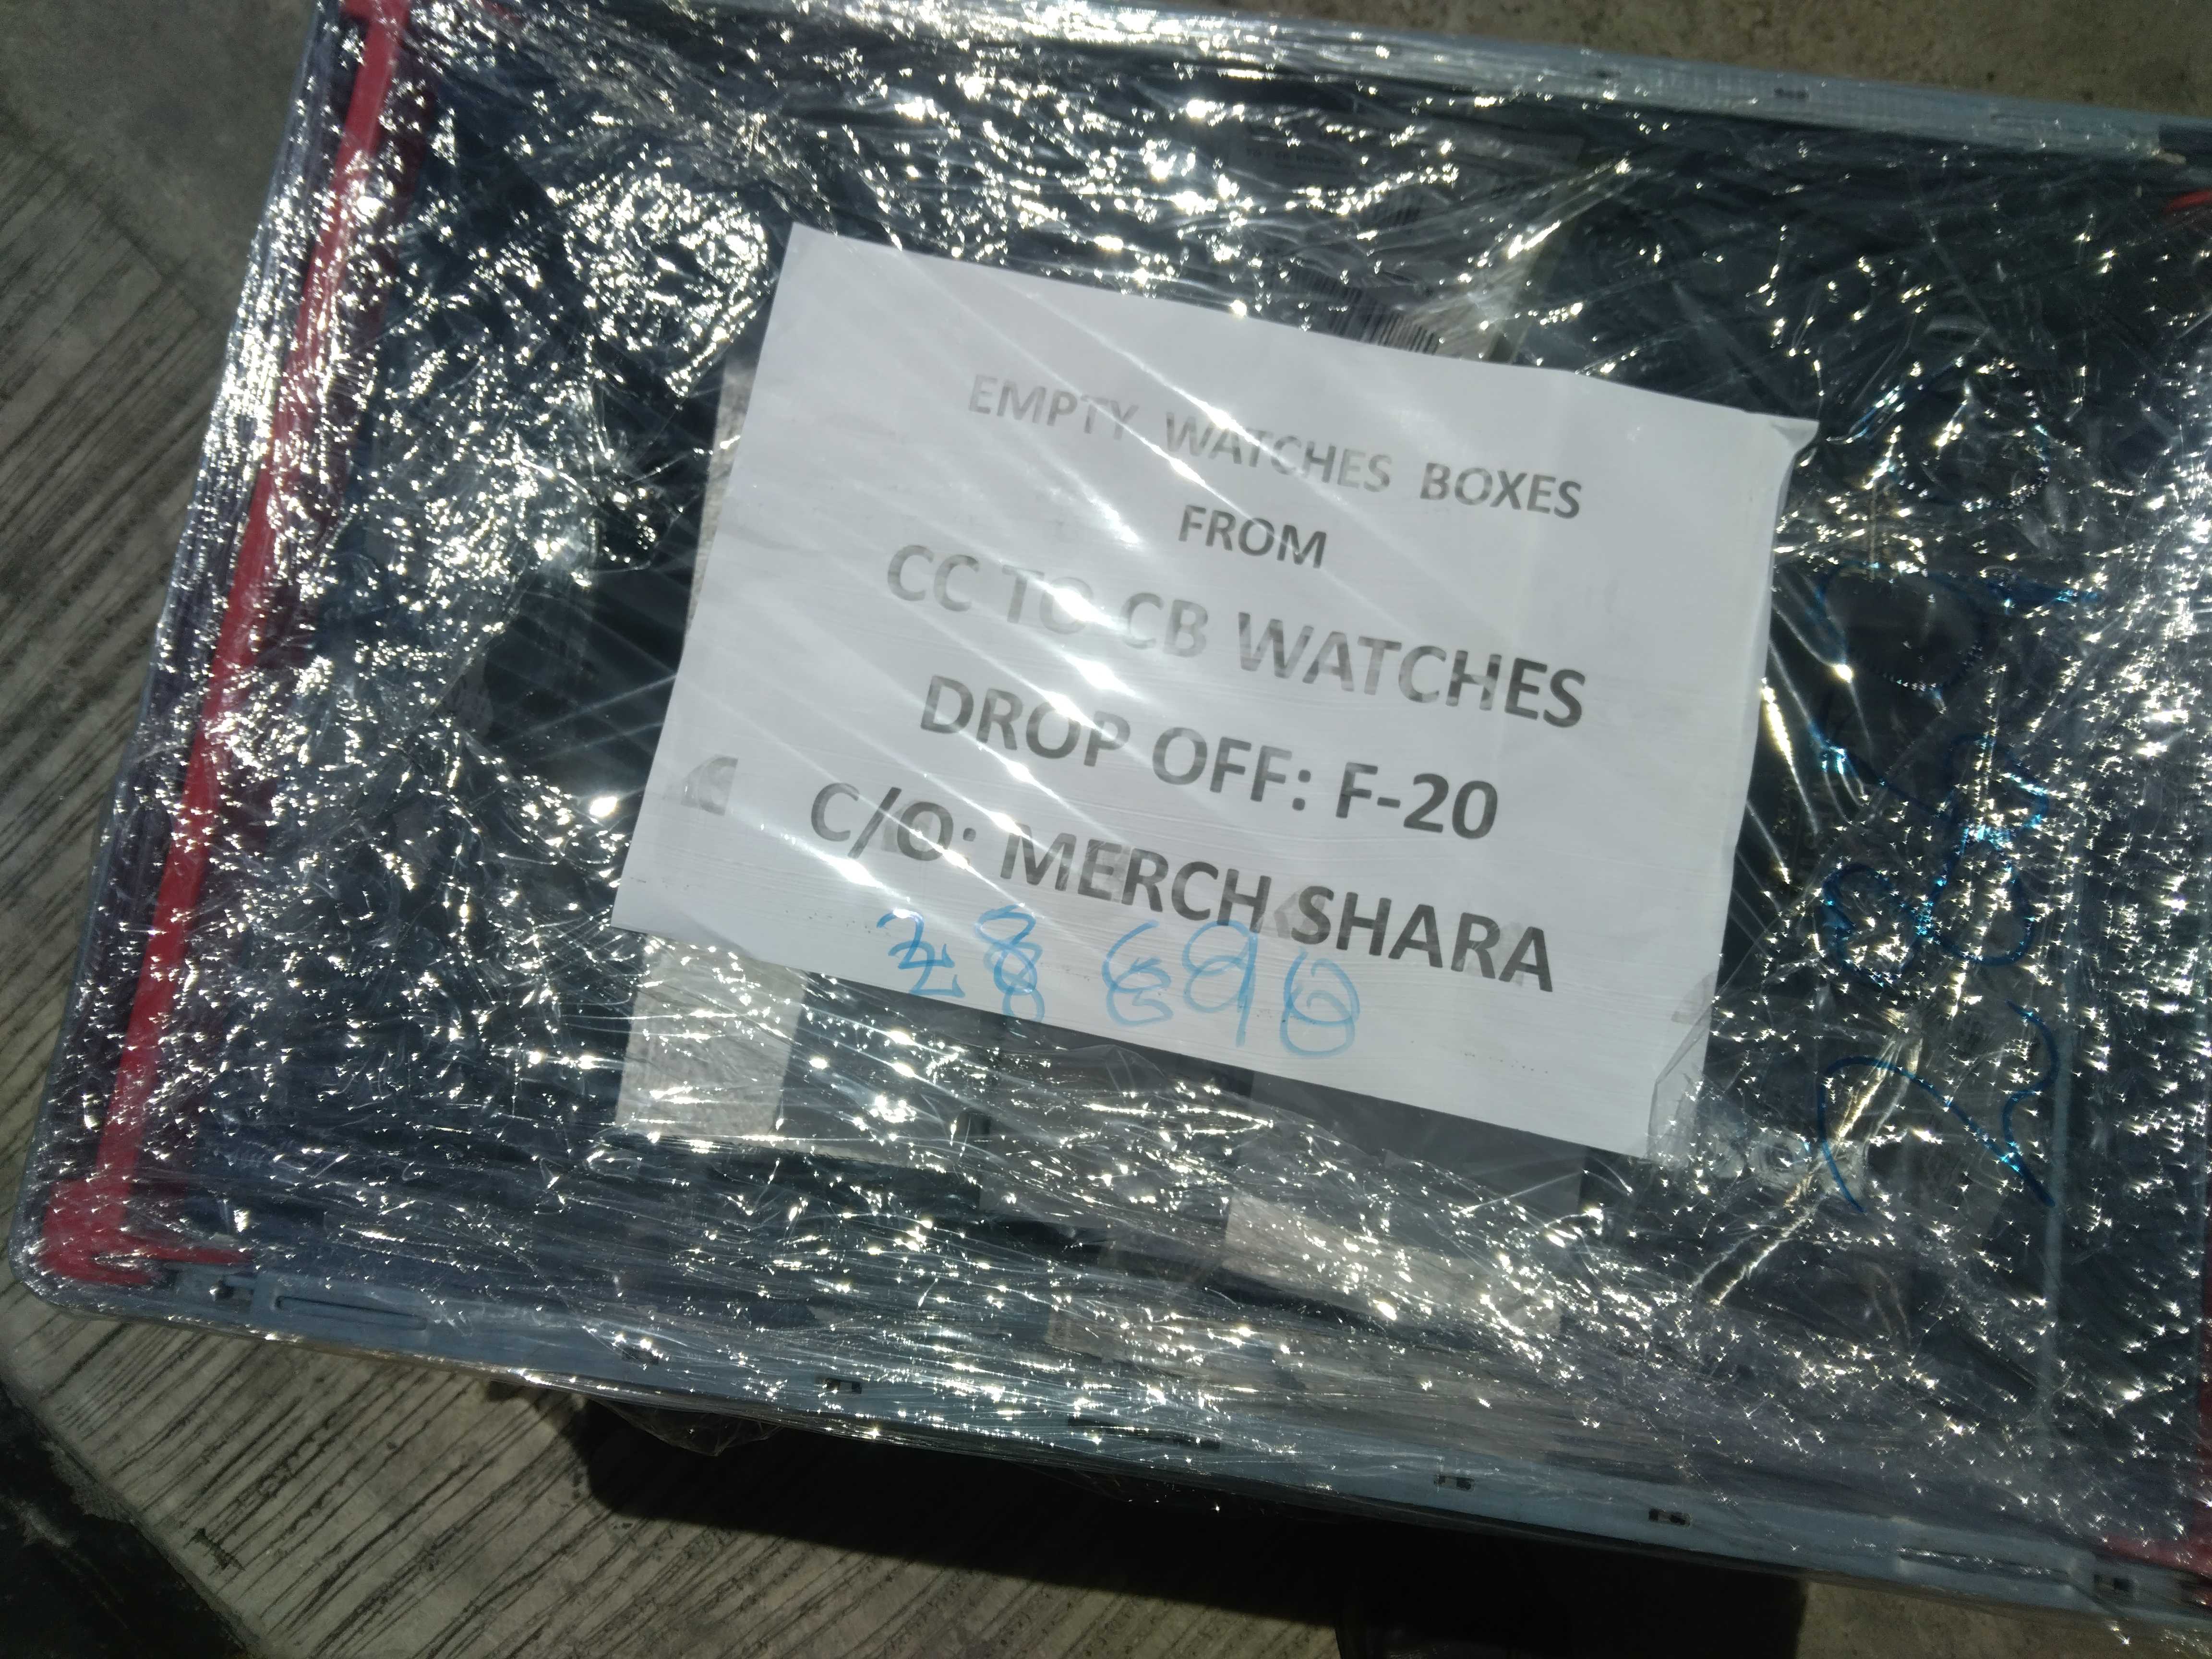 EMPTY WATCHES BOXES
FROM
CC TO CB WATCHES
DROP OFF: F-20
C/O: MERCH SHARA